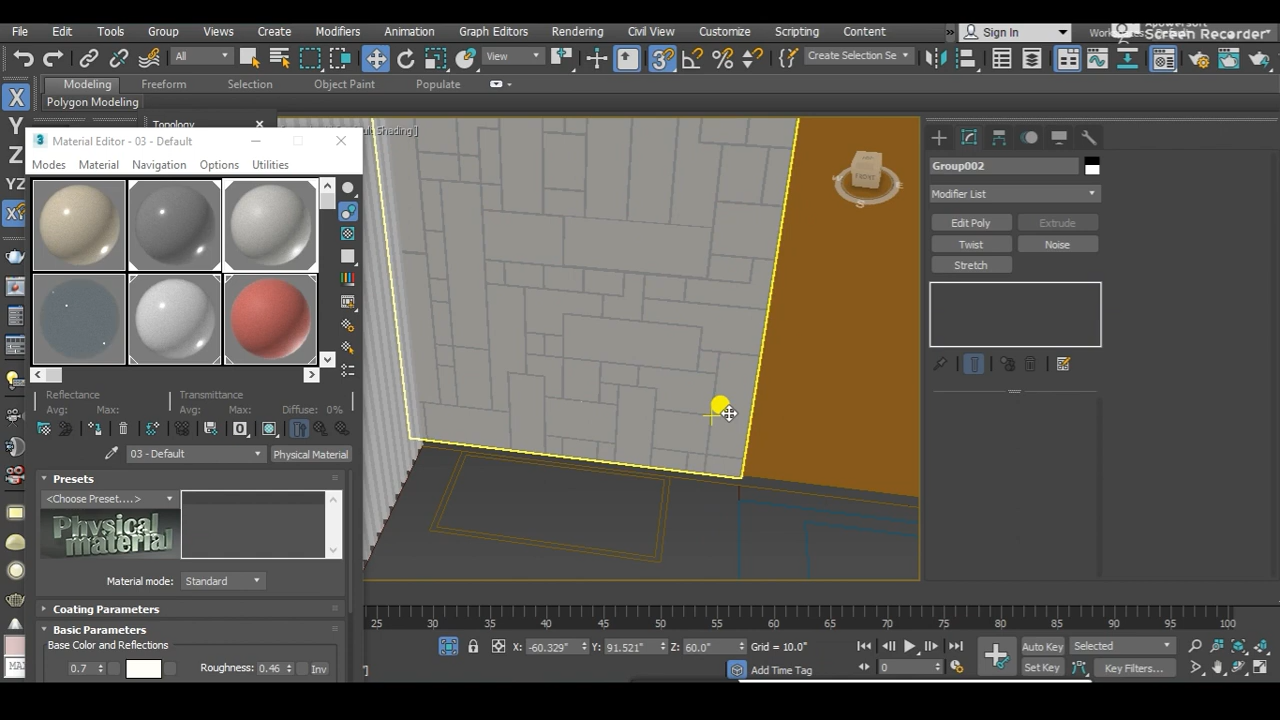 File Edit Tools Group Views Create Modifiers Animation Graph Editors Rendering Civil View Customize Scripting Content » Sign In
Screen Recorder
All View Create Selection Se
Modeling Freeform Selection Object Paint Populate
Polygon Modeling
X
Y
Z
YZ
Topology
Shading ]
3 Material Editor - 03 - Default
Modes Material Navigation Options Utilities
FRONT
S
Group002
Modifier List
Edit Poly Extrude
Twist Noise
Stretch
Reflectance Transmittance
Avg: Max: Avg: Max: Diffuse: 0%
03 - Default Physical Material
Presets
<Choose Preset....>
Physical material
Material mode: Standard
Coating Parameters
Basic Parameters
Base Color and Reflections
0.7 Roughness: 0.46 Inv
25 30 35 40 45 50 55 60 65 70 75 80 85 90 95 100
X: -60.329" Y: 91.521" Z: 60.0" Grid = 10.0" Auto Key Selected
Add Time Tag 0 Set Key Key Filters...